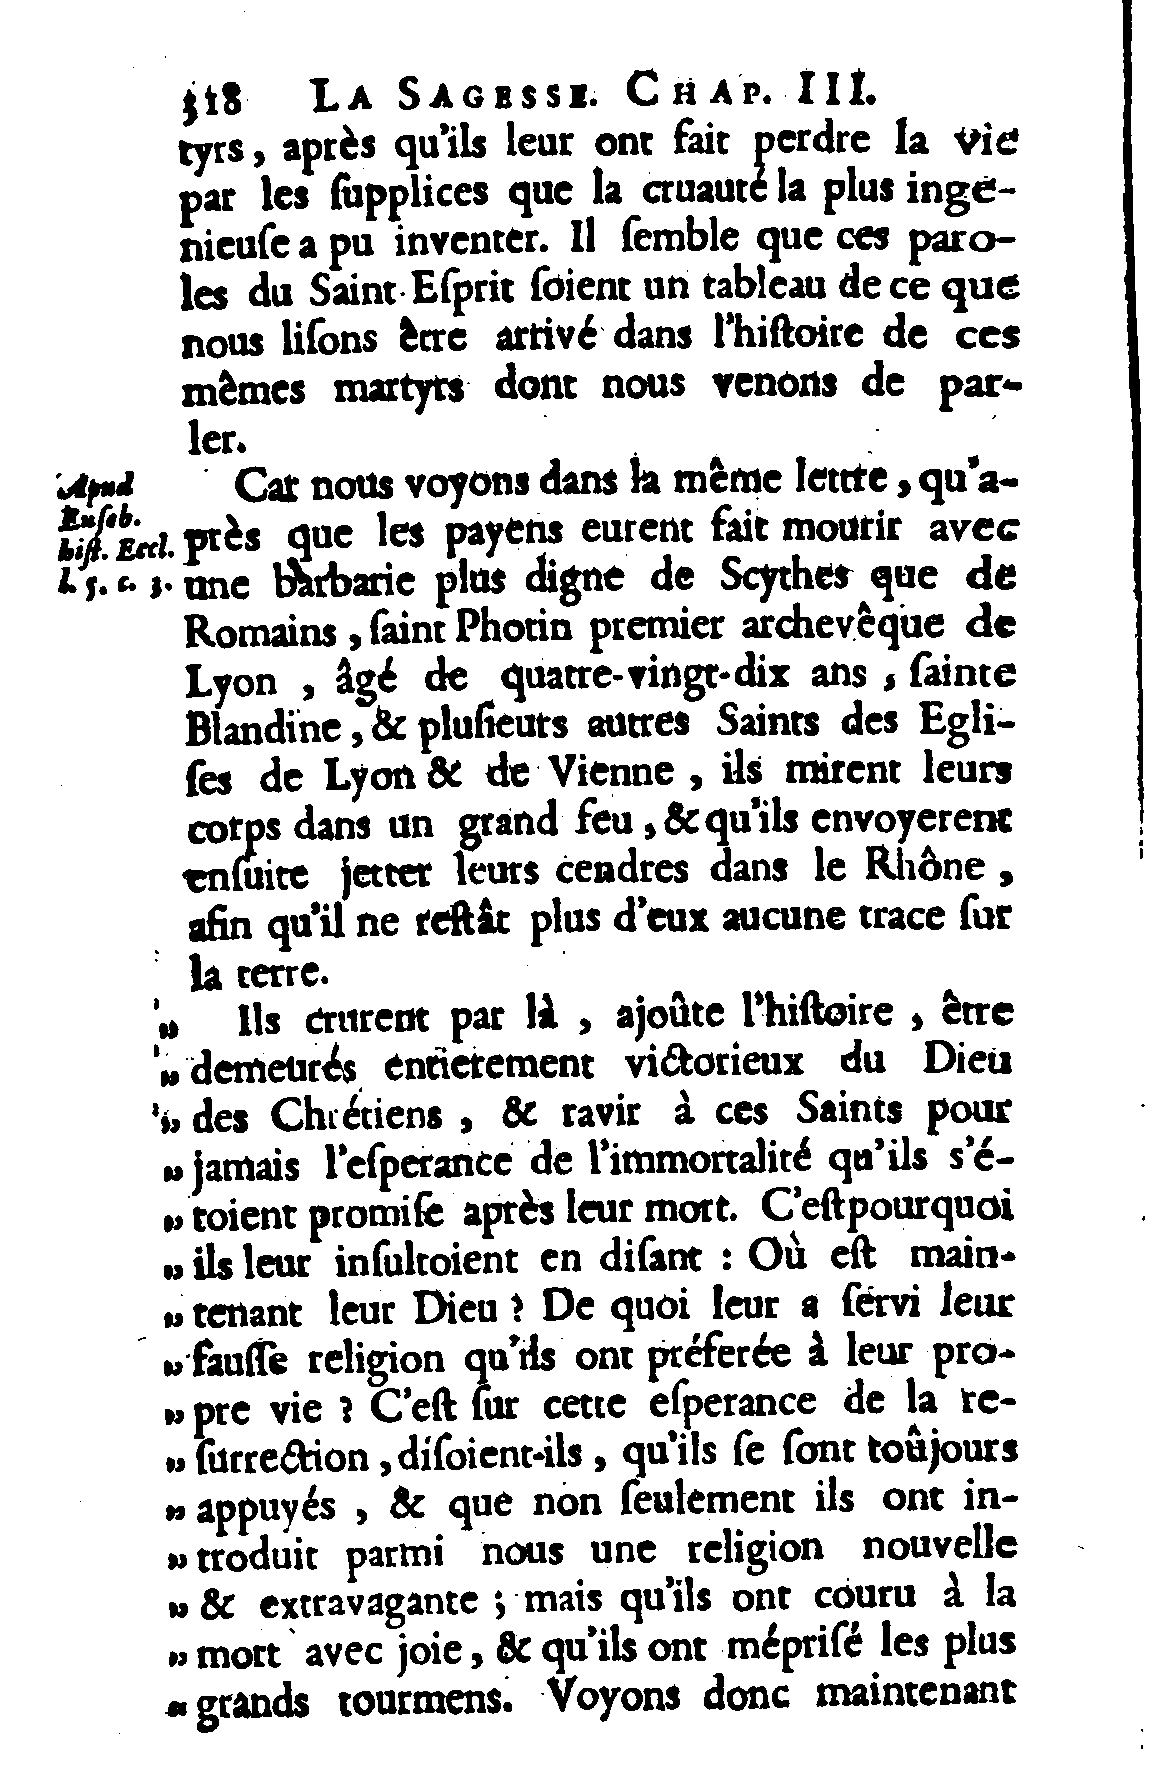 318 LA SAGESSE. CHAP. III.
tyrs, après qu'ils leur ont fait perdre la vie
par les ſupplices que la cruauté la plus inge-
nieuſe a pu inventer. Il ſemble que ces paro-
les du Saint Eſprit ſoient un tableau de ce que
nous liſons être arrivé dans l'hiſtoire de ces
mêmes martyrs dont nous venons de par-
ler.
Car nous voyons dans la même lettre, qu'a-
Apud
Euſeb.
hiſt. Eccl.
l. 5. c. 3.
près que les payens eurent fait mourir avec
une barbarie plus digne de Scythes que de
Romains, ſaint Photin premier archevêque de
Lyon, âgé de quatre-vingt-dix ans, ſainte
Blandine, & pluſieurs autres Saints des Egli-
ſes de Lyon & de Vienne, ils mirent leurs
corps dans un grand feu, & qu'ils envoyerent
enſuite jetter leurs cendres dans le Rhône,
afin qu'il ne reſtât plus d'eux aucune trace ſur
la terre.
„ Ils crurent par là, ajoûte l'hiſtoire, être
„ demeurés entierement victorieux du Dieu
„ des Chrétiens, & ravir à ces Saints pour
„ jamais l'eſperance de l'immortalité qu'ils s'é-
„ toient promiſe après leur mort. C'eſtpourquoi
„ ils leur inſultoient en diſant : Où eſt main-
„ tenant leur Dieu ? De quoi leur a ſervi leur
„ fauſſe religion qu'ils ont préferée à leur pro-
„ pre vie ? C'eſt ſur cette eſperance de la re-
„ ſurrection, diſoient-ils, qu'ils ſe ſont toûjours
„ appuyés, & que non ſeulement ils ont in-
„ troduit parmi nous une religion nouvelle
„ & extravagante ; mais qu'ils ont couru à la
„ mort avec joie, & qu'ils ont mépriſé les plus
„ grands tourmens. Voyons donc maintenant